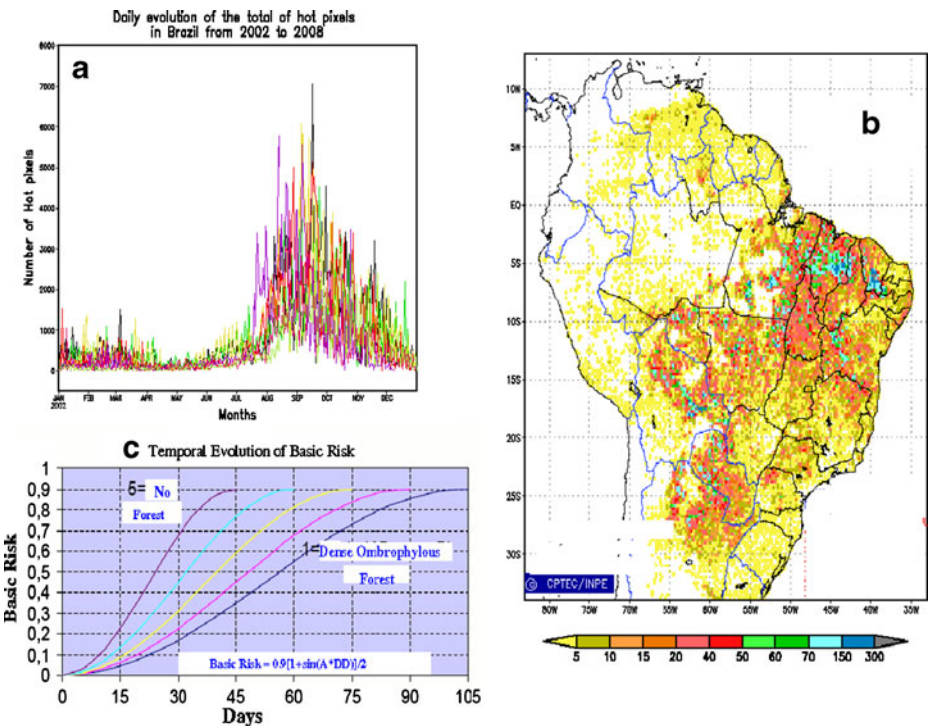 Daily evolution of the total of hot pixels
in Brazil from 2002 to 2008
a
Number of Hot pixels
8000
7000
6000
5000
4000
3000
2000
1000
0
JAN FEB MAR APR MAY JUN JUL AUG SEP OCT NOV DEC
2002
Months
b
10N
5N
EQ
5S
10S
15S
20S
25S
30S
© CPTEC/INPE
80W 75W 70W 65W 60W 55W 50W 45W 40W 35W
5 10 15 20 40 50 60 70 150 300
c Temporal Evolution of Basic Risk
Basic Risk
1
0,9
0,8
0,7
0,6
0,5
0,4
0,3
0,2
0,1
0
5= No
Forest
1=Dense Ombrophylous
Forest
Basic Risk = 0.9[1+sin(A*DD)]/2
0 15 30 45 60 75 90 105
Days